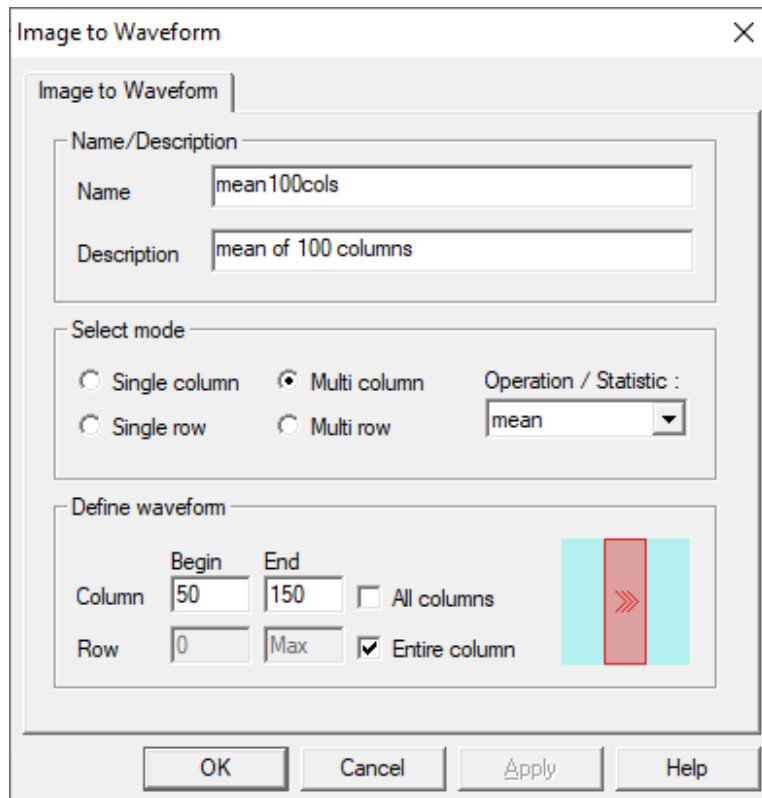 Image to Waveform
Image to Waveform
Name/Description
Name mean100cols
Description mean of 100 columns
Select mode
Single column Multi column Operation / Statistic :
Single row Multi row mean
Define waveform
Begin End
Column 50 150 All columns
Row 0 Max Entire column
OK Cancel Apply Help